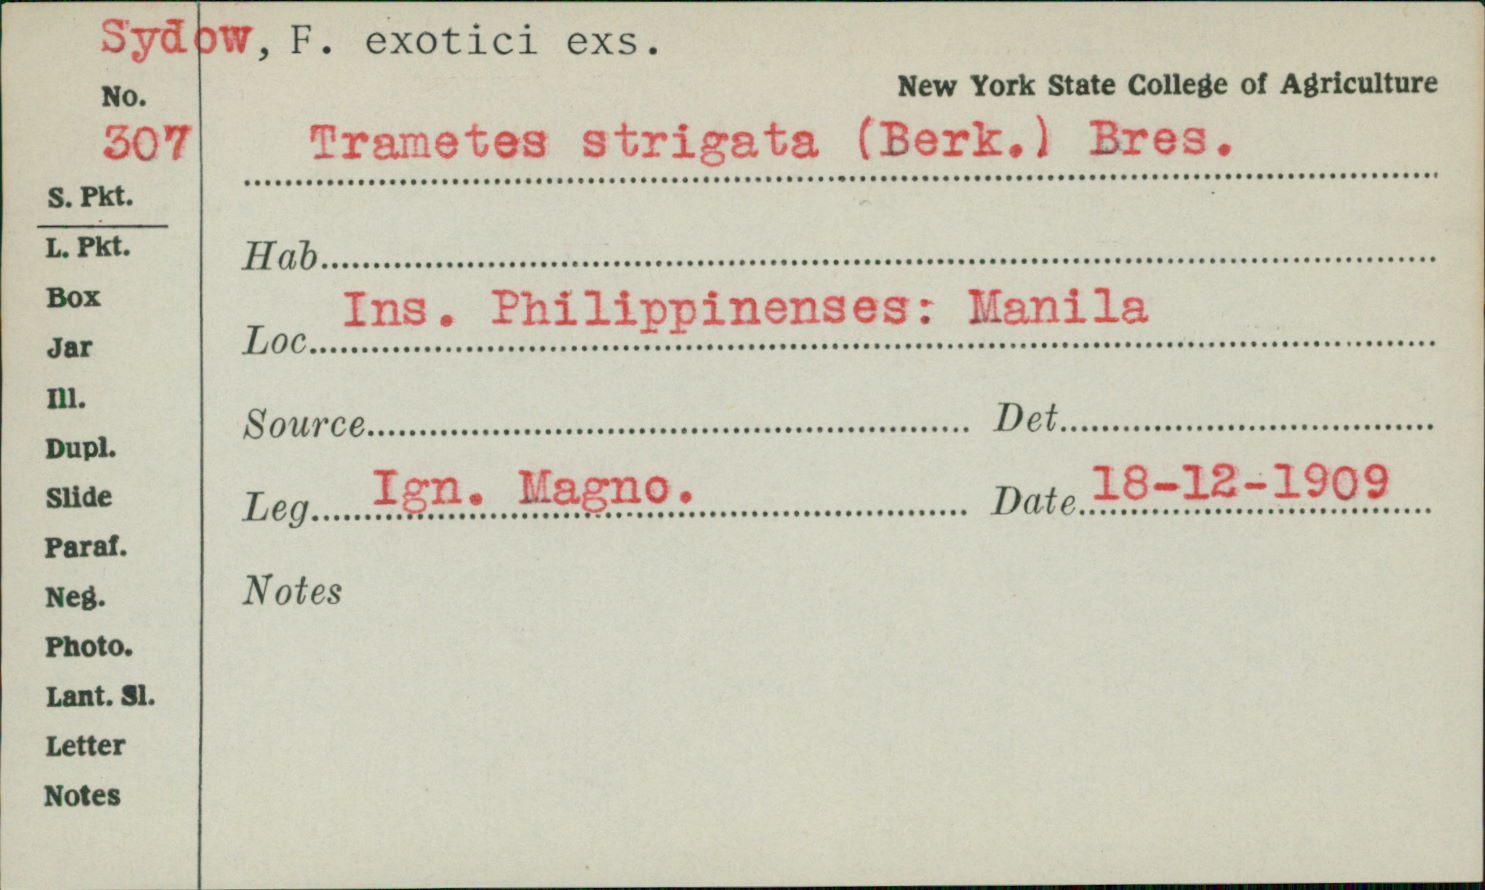 Sydow, F. exotici exs.
New York State College of Agriculture
No.
307
Trametes strigata (Berk.) Bres.
S. Pkt.
L. Pkt.
Box
Jar
Ill.
Dupl.
Slide
Paraf.
Neg.
Photo.
Lant. Sl.
Letter
Notes
Hab.
Loc. Ins. Philippinenses: Manila
Source Det.
Leg. Ign. Magno. Date 18-12-1909
Notes